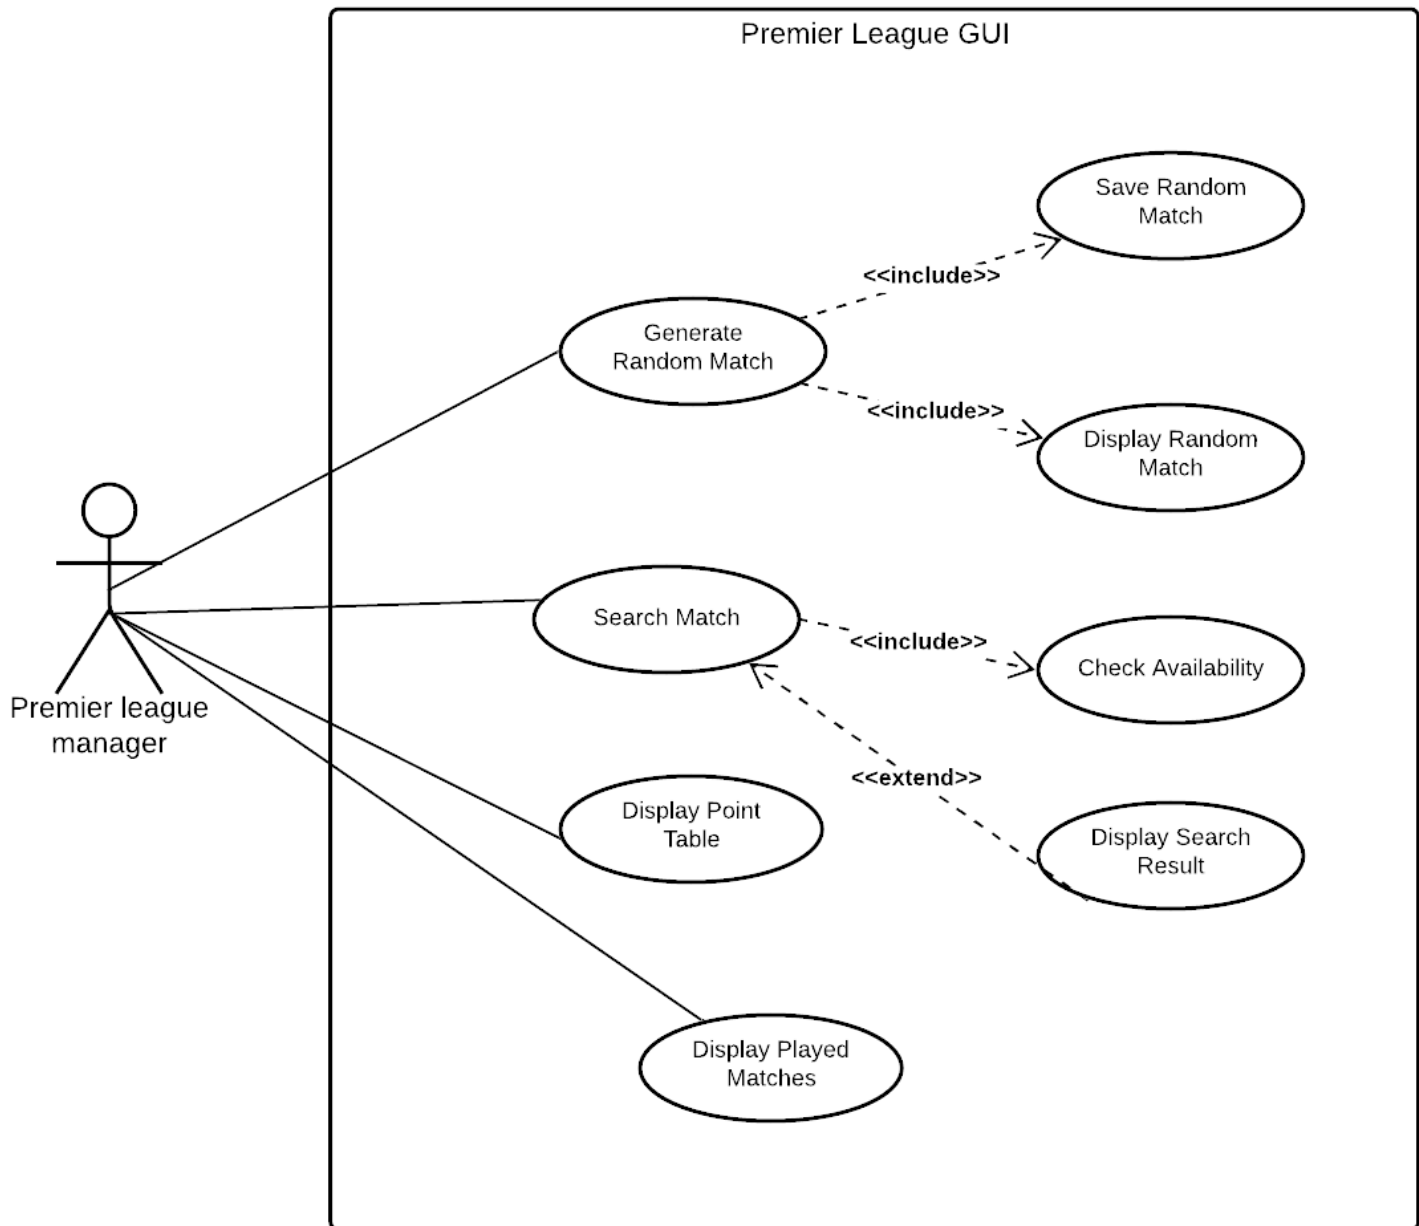 Premier League GUI
Save Random
Match
<<include>>
Generate
Random Match
<<include>>
Display Random
Match
Search Match
<<include>>
Check Availability
Premier league
manager
<<extend>>
Display Point
Table
Display Search
Result
Display Played
Matches